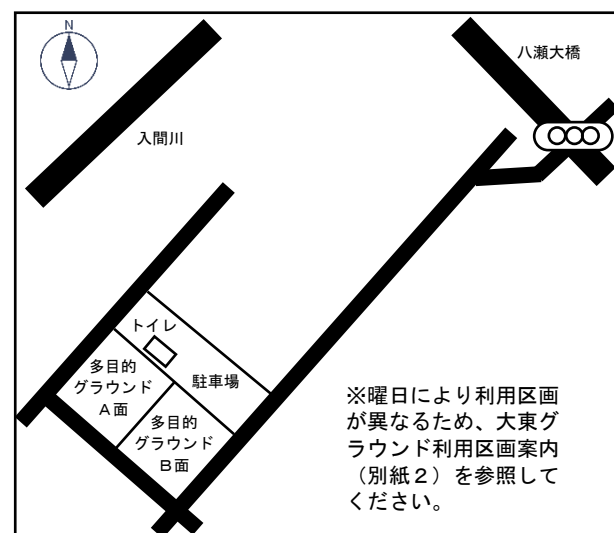 N
八瀬大橋
入間川
トイレ
駐車場
多目的
グラウンド
A面
多目的
グラウンド
B面
※曜日により利用区画
が異なるため、大東グ
ラウンド利用区画案内
（別紙２）を参照して
ください。